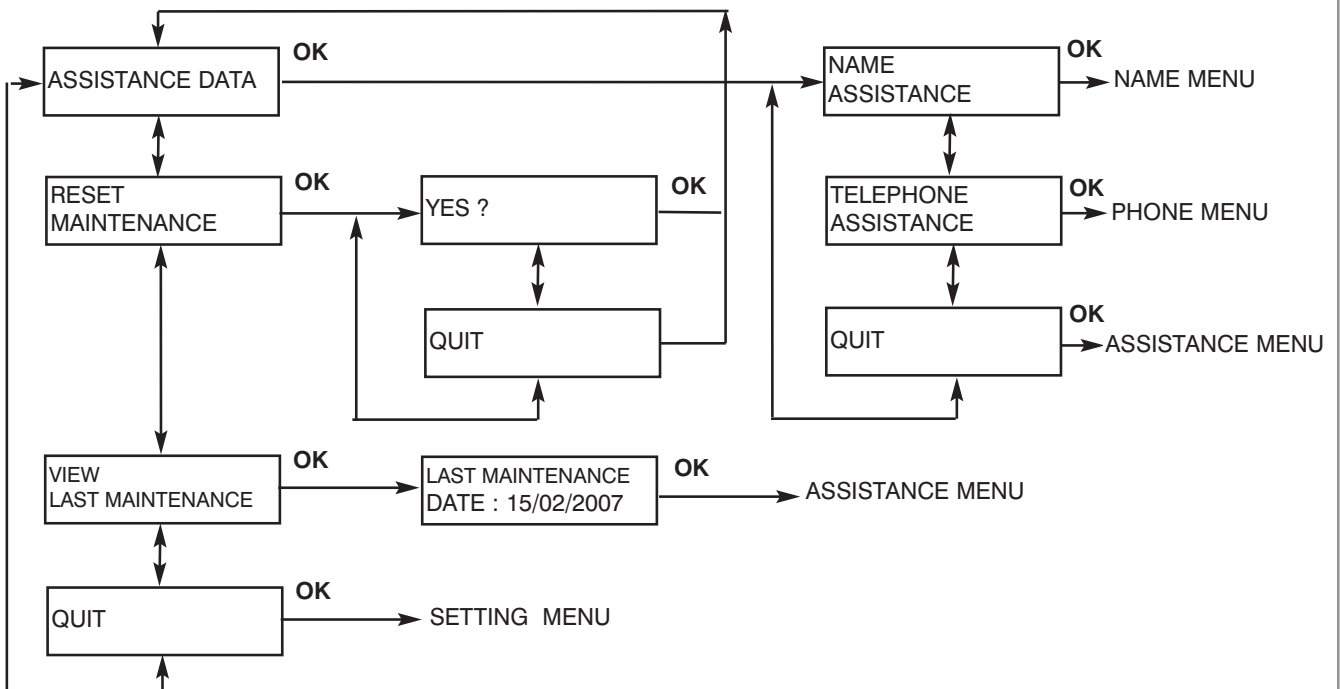 OK
ASSISTANCE DATA
NAME
ASSISTANCE
OK
NAME MENU
RESET
MAINTENANCE
OK
YES ?
OK
TELEPHONE
ASSISTANCE
OK
PHONE MENU
QUIT
QUIT
OK
ASSISTANCE MENU
VIEW
LAST MAINTENANCE
OK
LAST MAINTENANCE
DATE : 15/02/2007
OK
ASSISTANCE MENU
QUIT
OK
SETTING MENU